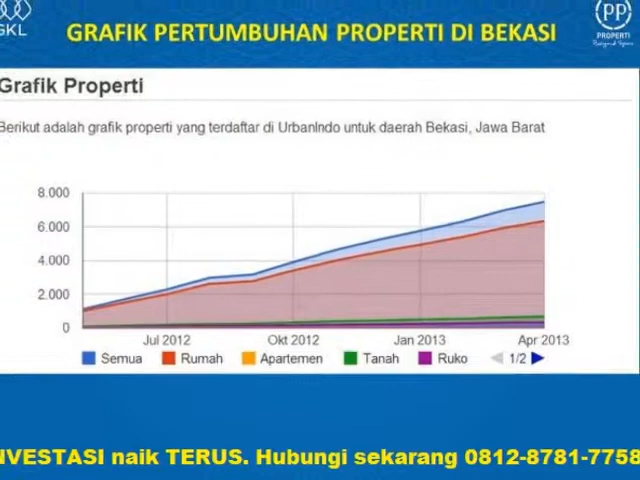 GKL
GRAFIK PERTUMBUHAN PROPERTI DI BEKASI
PP
PROPERTI
Grafik Properti
Berikut adalah grafik properti yang terdaftar di UrbanIndo untuk daerah Bekasi, Jawa Barat
8.000
6.000
4.000
2.000
0
Jul 2012 Okt 2012 Jan 2013 Apr 2013
Semua Rumah Apartemen Tanah Ruko 1/2
NVESTASI naik TERUS. Hubungi sekarang 0812-8781-7758